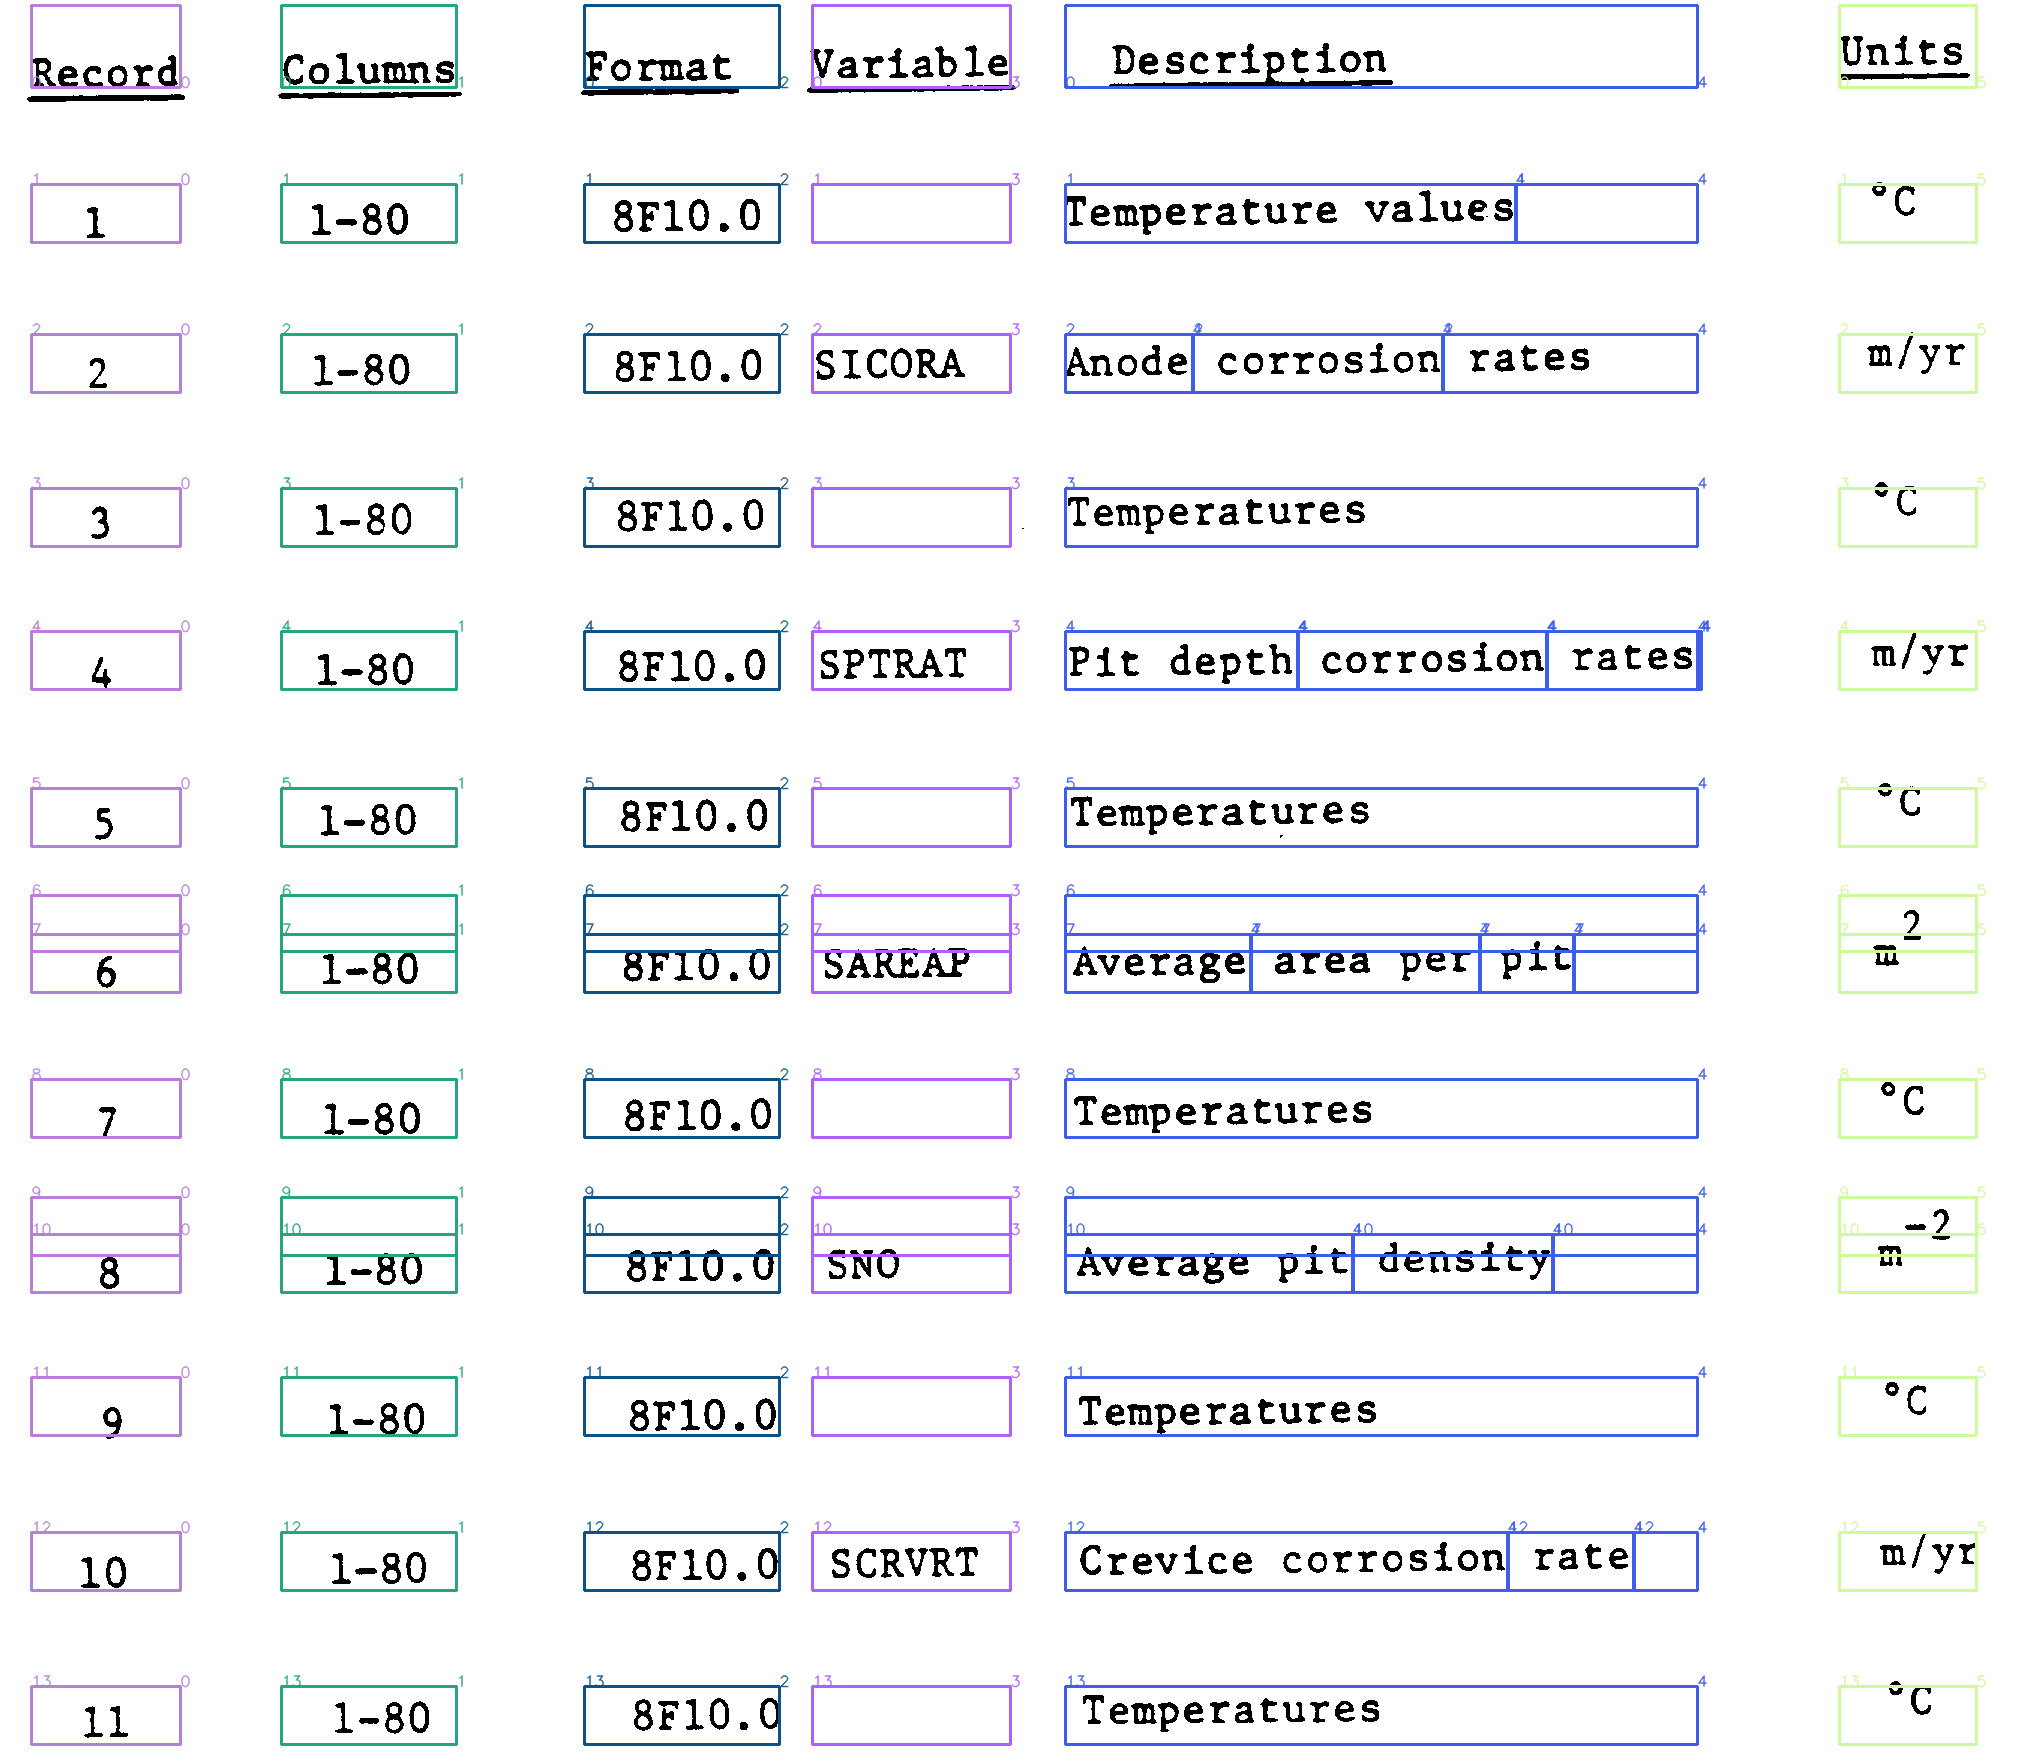 Record Columns Format Variable Description Units
1 1-80 8F10.0 Temperature values °C
2 1-80 8F10.0 SICORA Anode corrosion rates m/yr
3 1-80 8F10.0 Temperatures °C
4 1-80 8F10.0 SPTRAT Pit depth corrosion rates m/yr
5 1-80 8F10.0 Temperatures °C
6 1-80 8F10.0 SAREAP Average area per pit m²
7 1-80 8F10.0 Temperatures °C
8 1-80 8F10.0 SNO Average pit density m⁻²
9 1-80 8F10.0 Temperatures °C
10 1-80 8F10.0 SCRVRT Crevice corrosion rate m/yr
11 1-80 8F10.0 Temperatures °C